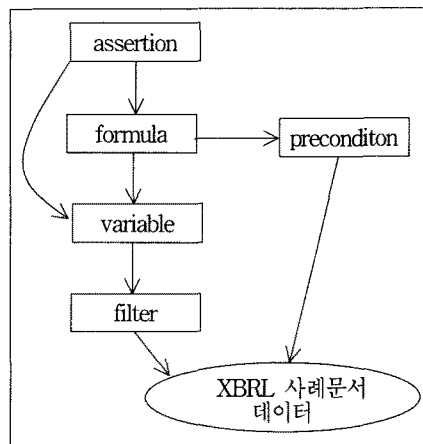 assertion
formula
preconditon
variable
filter
XBRL 사례문서
데이터